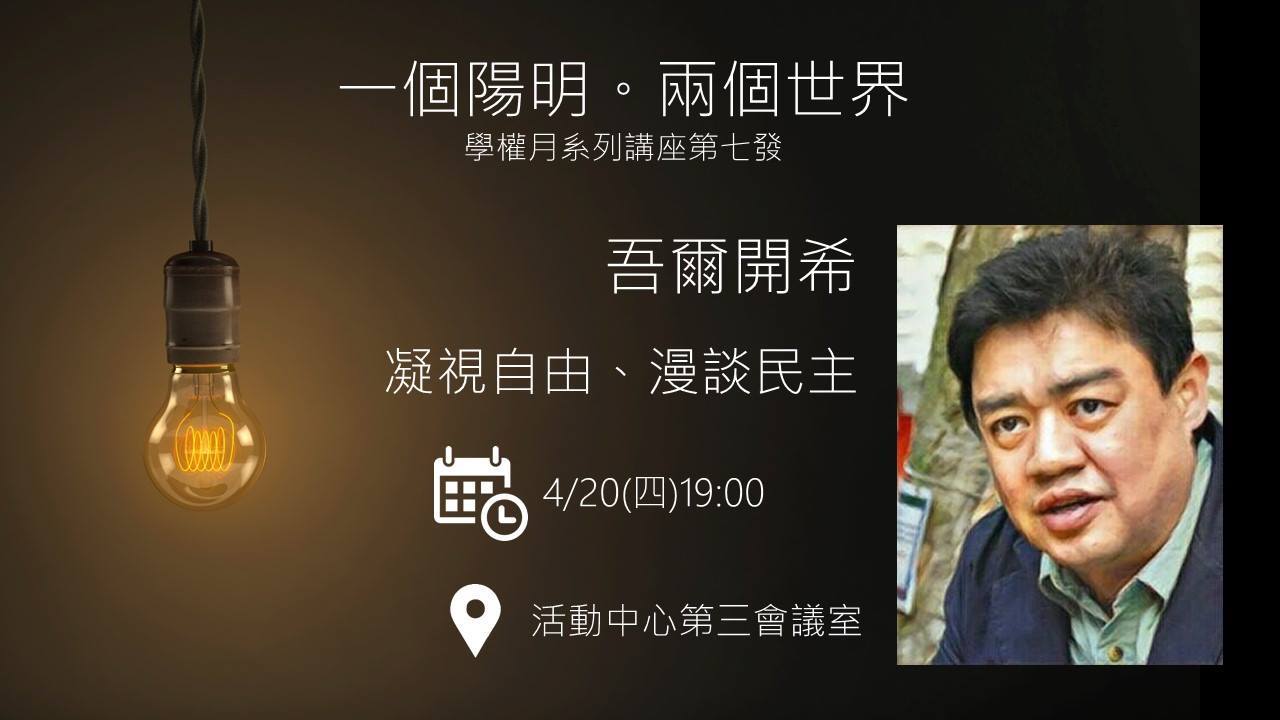 一個陽明。兩個世界
學權月系列講座第七發
吾爾開希
凝視自由、漫談民主
4/20(四)19:00
活動中心第三會議室